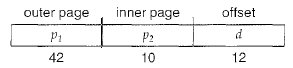 outer page inner page offset
p1 p2 d
42 10 12